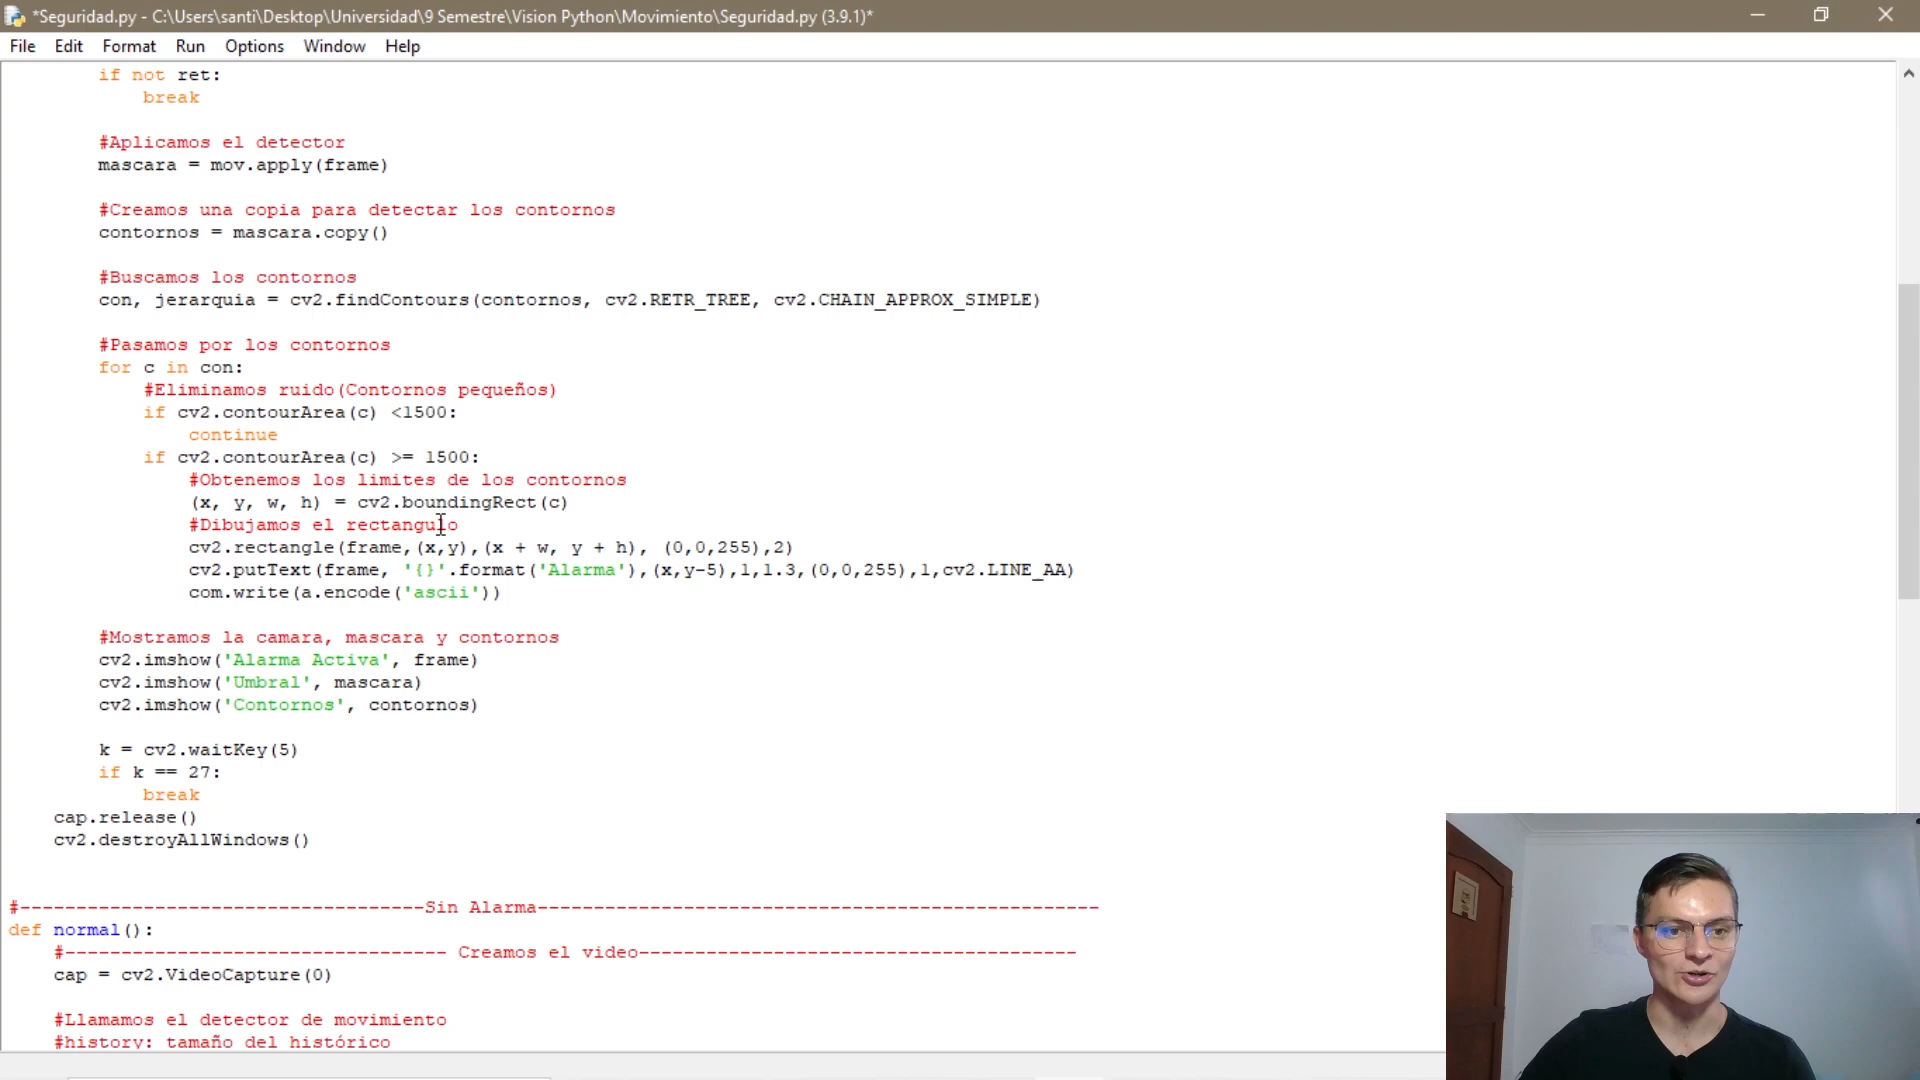 *Seguridad.py - C:\Users\santi\Desktop\Universidad\9 Semestre\Vision Python\Movimiento\Seguridad.py (3.9.1)*
File Edit Format Run Options Window Help
if not ret:
break
#Aplicamos el detector
mascara = mov.apply(frame)
#Creamos una copia para detectar los contornos
contornos = mascara.copy()
#Buscamos los contornos
con, jerarquia = cv2.findContours(contornos, cv2.RETR_TREE, cv2.CHAIN_APPROX_SIMPLE)
#Pasamos por los contornos
for c in con:
#Eliminamos ruido(Contornos pequeños)
if cv2.contourArea(c) <1500:
continue
if cv2.contourArea(c) >= 1500:
#Obtenemos los limites de los contornos
(x, y, w, h) = cv2.boundingRect(c)
#Dibujamos el rectangulo
cv2.rectangle(frame,(x,y),(x + w, y + h), (0,0,255),2)
cv2.putText(frame, '{}'.format('Alarma'),(x,y-5),1,1.3,(0,0,255),1,cv2.LINE_AA)
com.write(a.encode('ascii'))
#Mostramos la camara, mascara y contornos
cv2.imshow('Alarma Activa', frame)
cv2.imshow('Umbral', mascara)
cv2.imshow('Contornos', contornos)
k = cv2.waitKey(5)
if k == 27:
break
cap.release()
cv2.destroyAllWindows()
#------------------------------------Sin Alarma--------------------------------------------------
def normal():
#---------------------------------- Creamos el video---------------------------------------
cap = cv2.VideoCapture(0)
#Llamamos el detector de movimiento
#history: tamaño del histórico